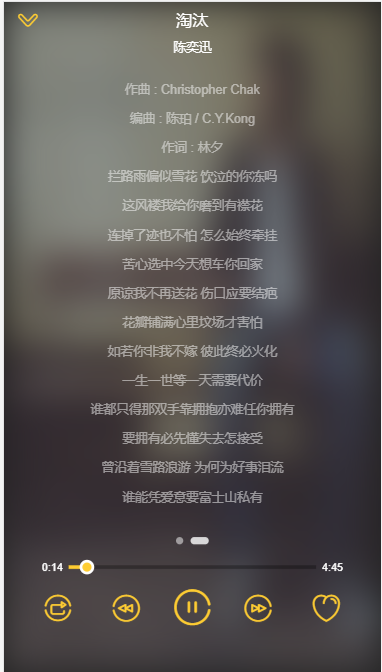 淘汰
陈奕迅
作曲 : Christopher Chak
编曲 : 陈珀 / C.Y.Kong
作词 : 林夕
拦路雨偏似雪花 饮泣的你冻吗
这风褛我给你磨到有襟花
连掉了迹也不怕 怎么始终牵挂
苦心选中今天想车你回家
原谅我不再送花 伤口应要结疤
花瓣铺满心里坟场才害怕
如若你非我不嫁 彼此终必火化
一生一世等一天需要代价
谁都只得那双手靠拥抱亦难任你拥有
要拥有必先懂失去怎接受
曾沿着雪路浪游 为何为好事泪流
谁能凭爱意要富士山私有
0:14 4:45